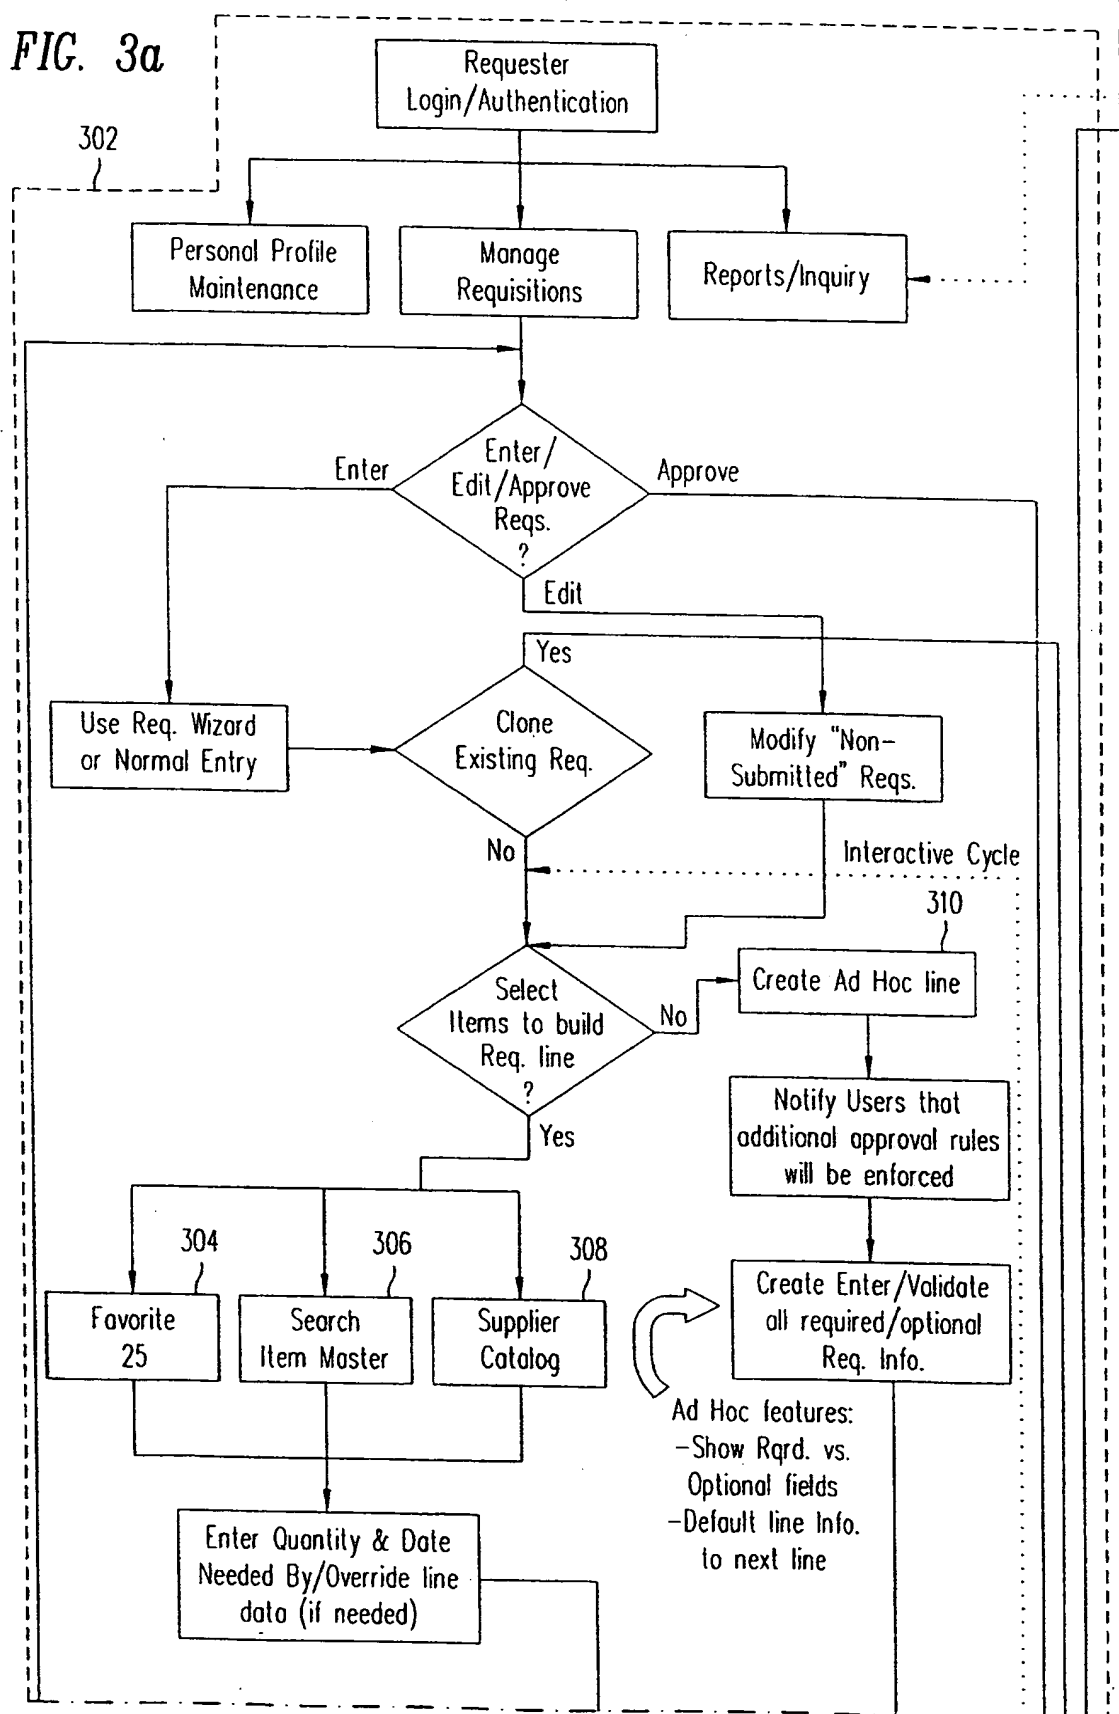 FIG. 3a
Requester
Login/Authentication
302
Personal Profile
Maintenance
Manage
Requisitions
Reports/Inquiry
Enter/
Edit/Approve
Reqs.
?
Enter
Approve
Edit
Yes
Use Req. Wizard
or Normal Entry
Clone
Existing Req.
Modify "Non-
Submitted" Reqs.
No
Interactive Cycle
310
Select
Items to build
Req. line
?
No
Create Ad Hoc line
Yes
Notify Users that
additional approval rules
will be enforced
304
306
308
Favorite
25
Search
Item Master
Supplier
Catalog
Create Enter/Validate
all required/optional
Req. Info.
Ad Hoc features:
-Show Rqrd. vs.
Optional fields
-Default line Info.
to next line
Enter Quantity & Date
Needed By/Override line
data (if needed)